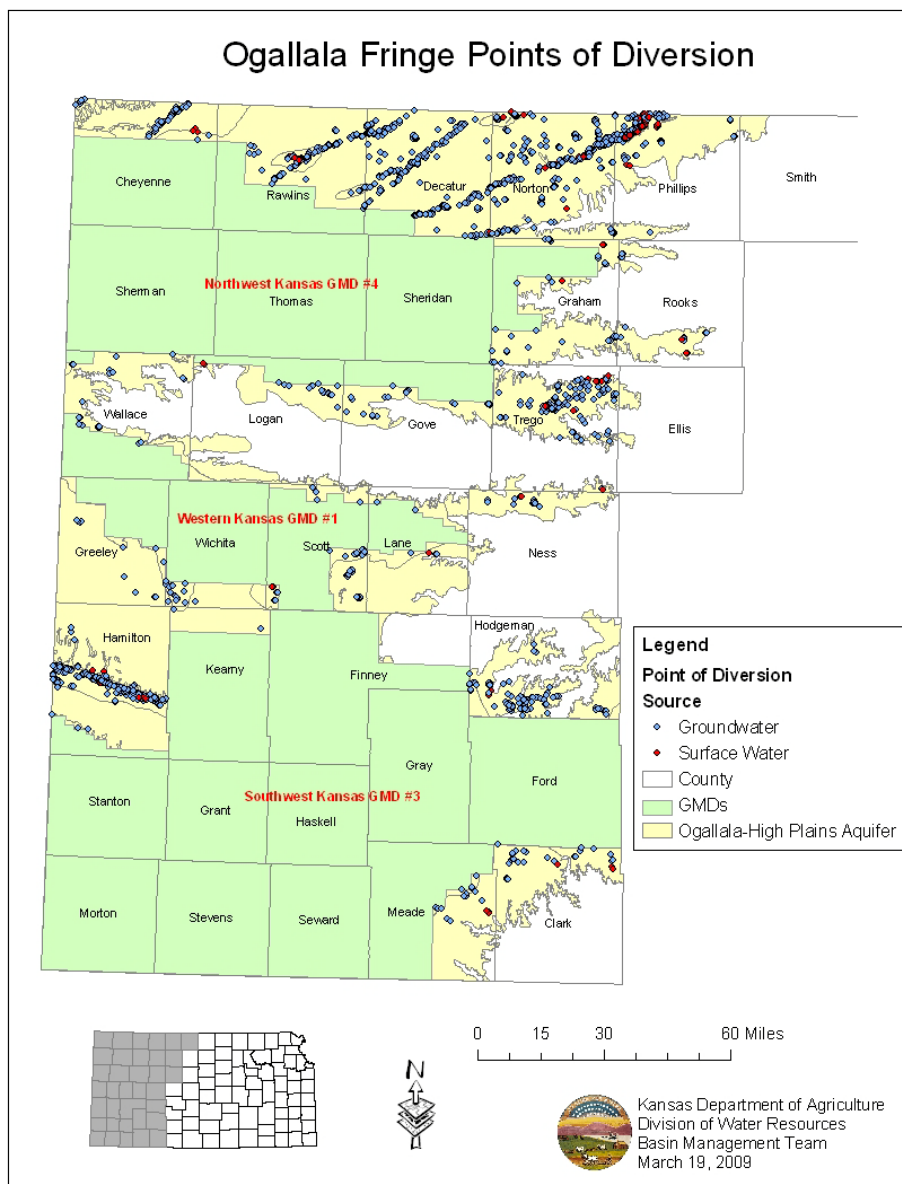 Ogallala Fringe Points of Diversion
Cheyenne
Rawlins
Decatur
Norton
Phillips
Smith
Sherman
Northwest Kansas GMD #4
Thomas
Sheridan
Graham
Rooks
Wallace
Logan
Gove
Trego
Ellis
Western Kansas GMD #1
Greeley
Wichita
Scott
Lane
Ness
Hamilton
Kearny
Finney
Hodgeman
Gray
Ford
Stanton
Grant
Southwest Kansas GMD #3
Haskell
Morton
Stevens
Seward
Meade
Clark
Legend
Point of Diversion
Source
Groundwater
Surface Water
County
GMDs
Ogallala-High Plains Aquifer
0 15 30 60 Miles
N
Kansas Department of Agriculture
Division of Water Resources
Basin Management Team
March 19, 2009